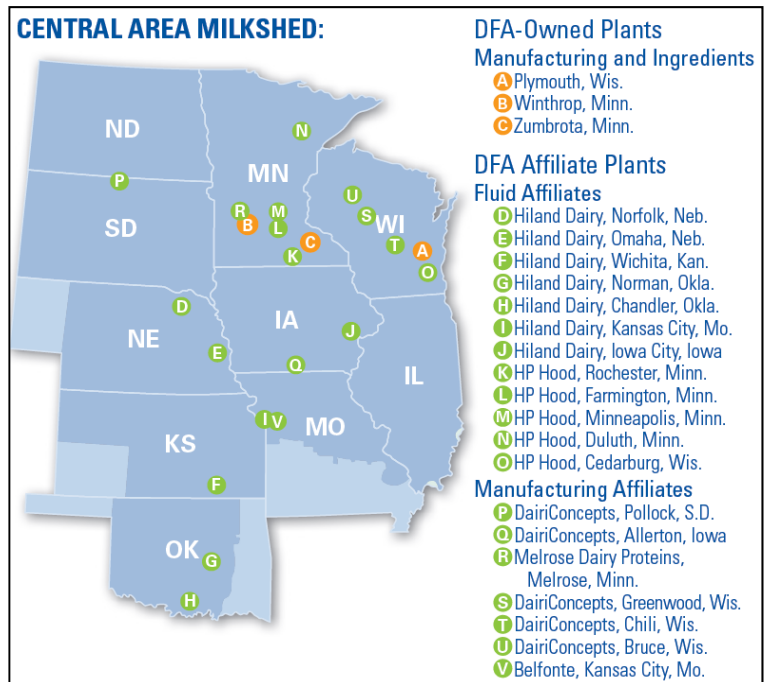 CENTRAL AREA MILKSHED:
ND
N
MN
P
SD
R
M
B
L
C
K
U
S
WI
T
A
O
D
NE
IA
E
J
Q
IL
I V
MO
KS
F
OK
G
H
DFA-Owned Plants
Manufacturing and Ingredients
A Plymouth, Wis.
B Winthrop, Minn.
C Zumbrota, Minn.
DFA Affiliate Plants
Fluid Affiliates
D Hiland Dairy, Norfolk, Neb.
E Hiland Dairy, Omaha, Neb.
F Hiland Dairy, Wichita, Kan.
G Hiland Dairy, Norman, Okla.
H Hiland Dairy, Chandler, Okla.
I Hiland Dairy, Kansas City, Mo.
J Hiland Dairy, Iowa City, Iowa
K HP Hood, Rochester, Minn.
L HP Hood, Farmington, Minn.
M HP Hood, Minneapolis, Minn.
N HP Hood, Duluth, Minn.
O HP Hood, Cedarburg, Wis.
Manufacturing Affiliates
P DairiConcepts, Pollock, S.D.
Q DairiConcepts, Allerton, Iowa
R Melrose Dairy Proteins,
Melrose, Minn.
S DairiConcepts, Greenwood, Wis.
T DairiConcepts, Chili, Wis.
U DairiConcepts, Bruce, Wis.
V Belfonte, Kansas City, Mo.